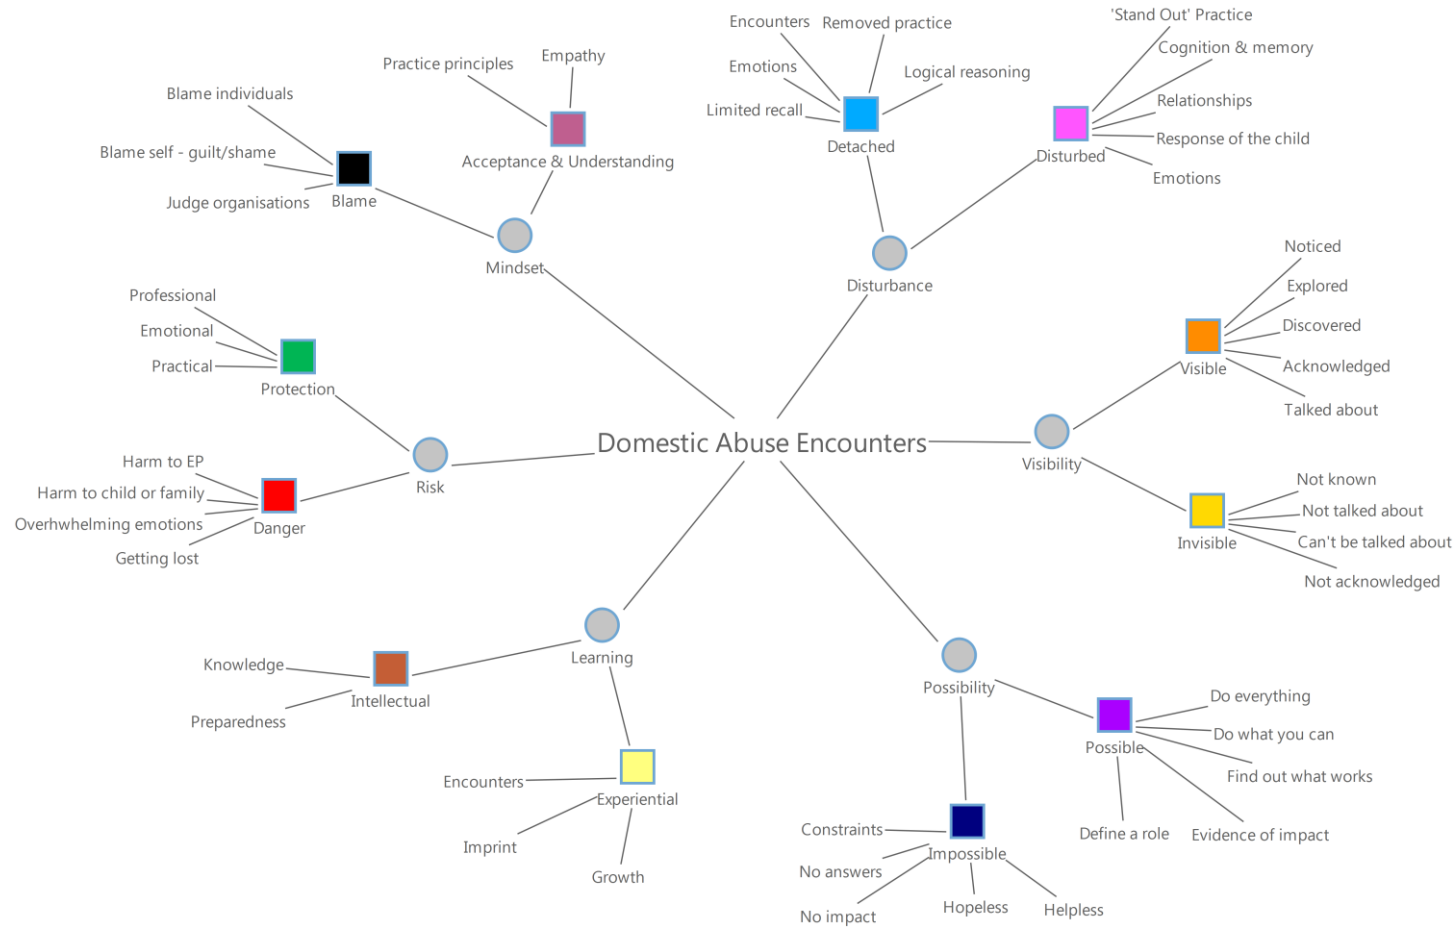 'Stand Out' Practice
Encounters
Removed practice
Cognition & memory
Empathy
Practice principles
Emotions
Logical reasoning
Blame individuals
Relationships
Limited recall
Response of the child
Detached
Disturbed
Blame self - guilt/shame
Acceptance & Understanding
Emotions
Judge organisations
Blame
Noticed
Mindset
Disturbance
Explored
Professional
Discovered
Emotional
Practical
Acknowledged
Visible
Protection
Talked about
Domestic Abuse Encounters
Harm to EP
Visibility
Not known
Risk
Harm to child or family
Not talked about
Overhwhelming emotions
Danger
Invisible
Can't be talked about
Getting lost
Not acknowledged
Learning
Knowledge
Possibility
Intellectual
Do everything
Preparedness
Do what you can
Possible
Find out what works
Encounters
Experiential
Constraints
Define a role
Evidence of impact
Imprint
Impossible
No answers
Growth
Hopeless
Helpless
No impact